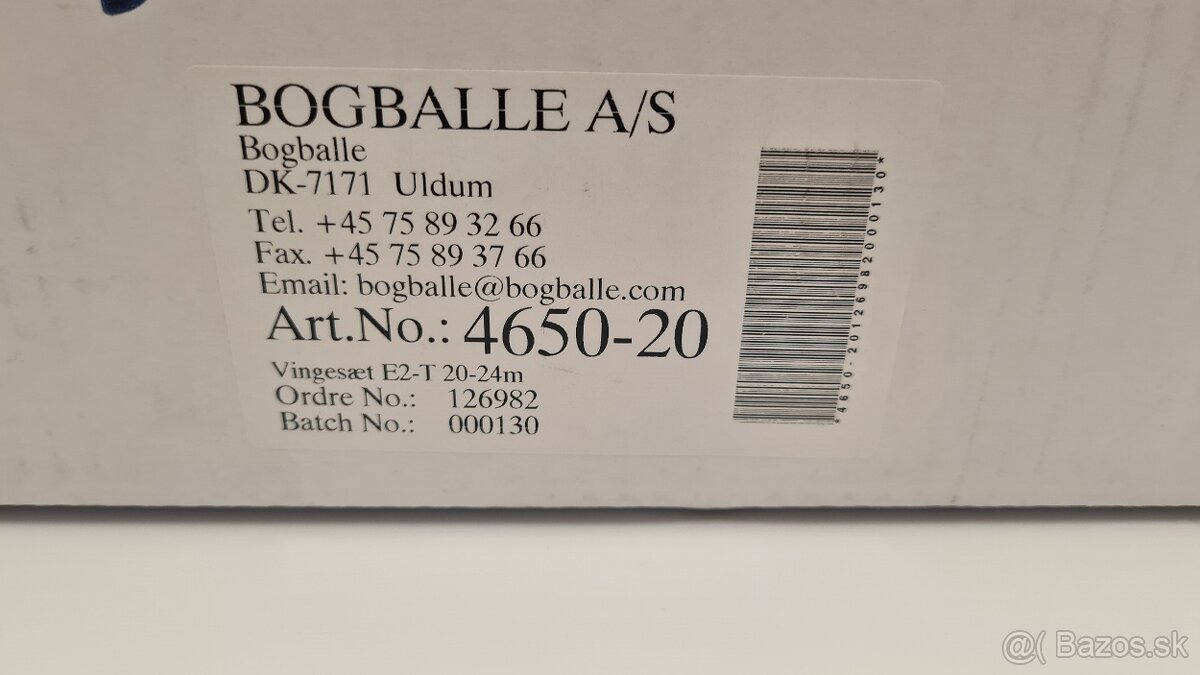 BOGBALLE A/S
Bogballe
DK-7171 Uldum
Tel. +45 75 89 32 66
Fax. +45 75 89 37 66
Email: bogballe@bogballe.com
Art.No.: 4650-20
Vingesæt E2-T 20-24m
Ordre No.: 126982
Batch No.: 000130
*4650-20126982000130*
@( Bazos.sk